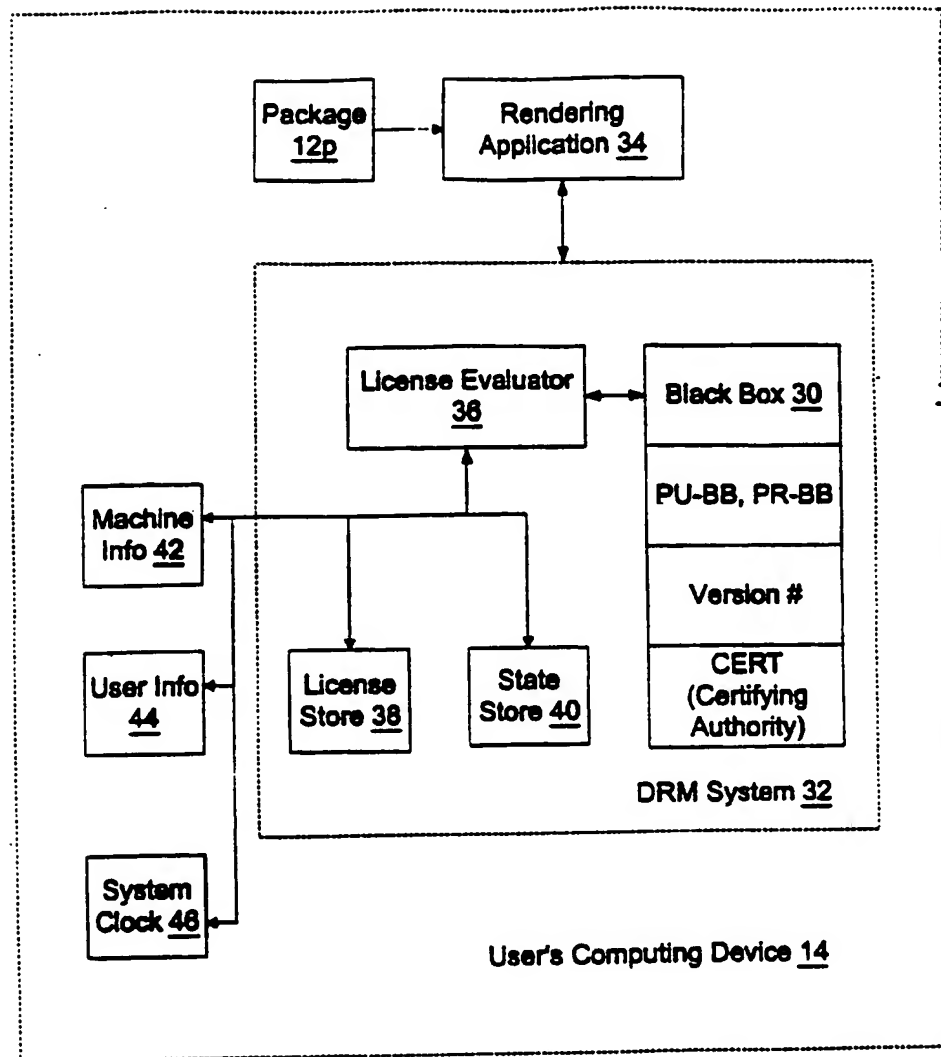 Package
12p
Rendering
Application 34
License Evaluator
36
Black Box 30
PU-BB, PR-BB
Version #
CERT
(Certifying
Authority)
Machine
Info 42
User Info
44
License
Store 38
State
Store 40
DRM System 32
System
Clock 46
User's Computing Device 14